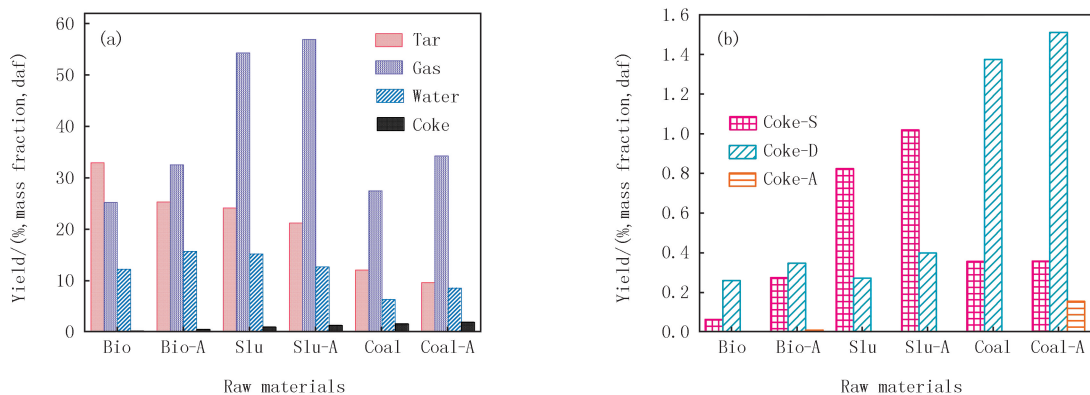 (a)
Tar
Gas
Water
Coke
60
50
40
30
20
10
0
Yield/(%, mass fraction, daf)
Bio Bio-A Slu Slu-A Coal Coal-A
Raw materials
(b)
Coke-S
Coke-D
Coke-A
1.6
1.4
1.2
1.0
0.8
0.6
0.4
0.2
0.0
Yield/(%, mass fraction, daf)
Bio Bio-A Slu Slu-A Coal Coal-A
Raw materials